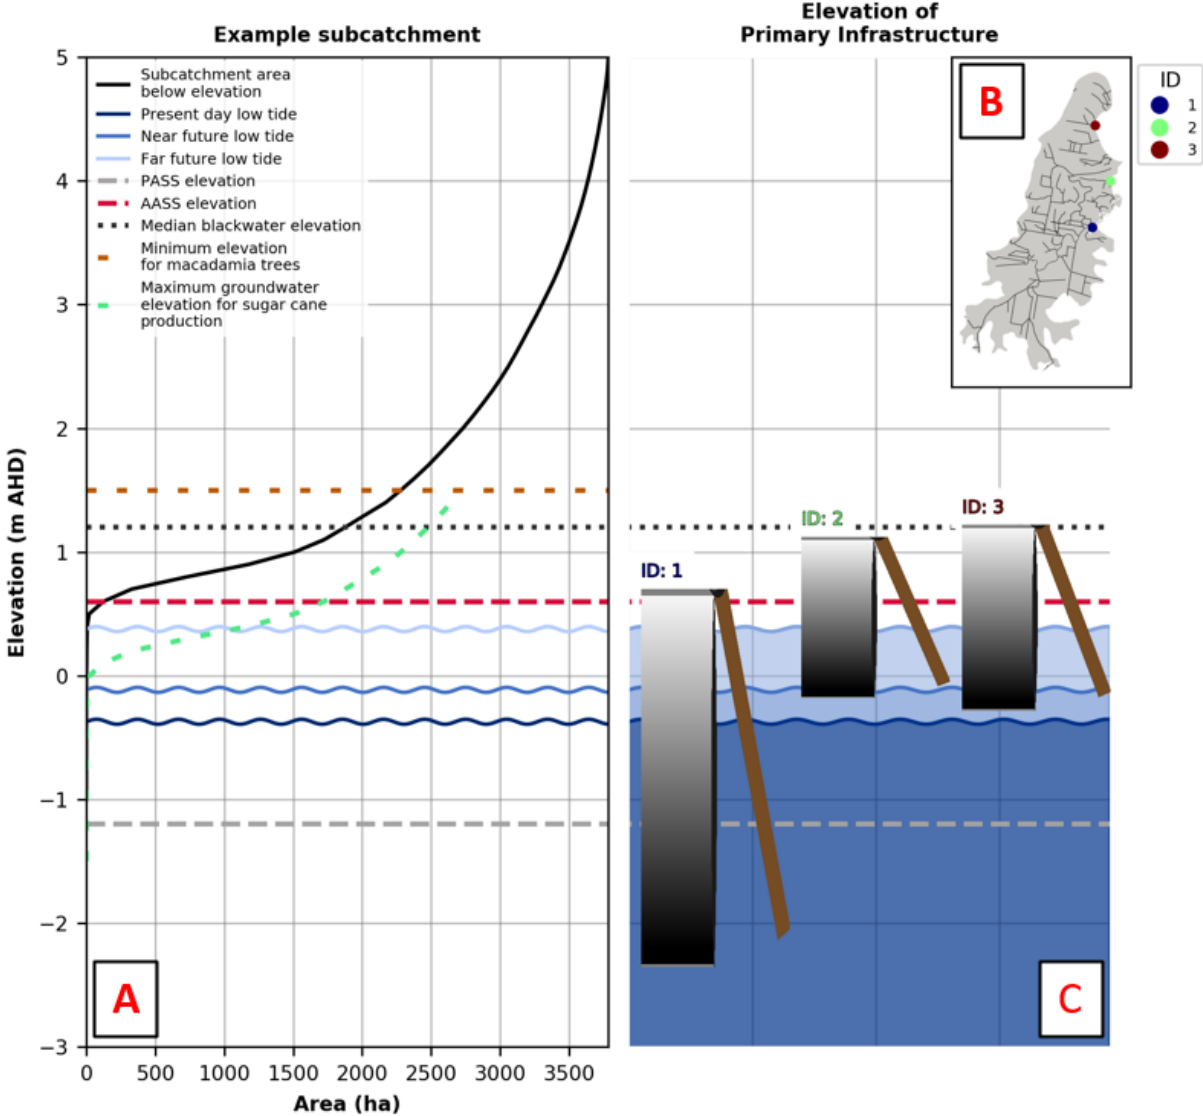 Example subcatchment
Elevation of
Primary Infrastructure
Subcatchment area
below elevation
Present day low tide
Near future low tide
Far future low tide
PASS elevation
AASS elevation
Median blackwater elevation
Minimum elevation
for macadamia trees
Maximum groundwater
elevation for sugar cane
production
5
4
3
2
1
0
−1
−2
−3
Elevation (m AHD)
0 500 1000 1500 2000 2500 3000 3500
Area (ha)
A
B
ID
1
2
3
ID: 1
ID: 2
ID: 3
C